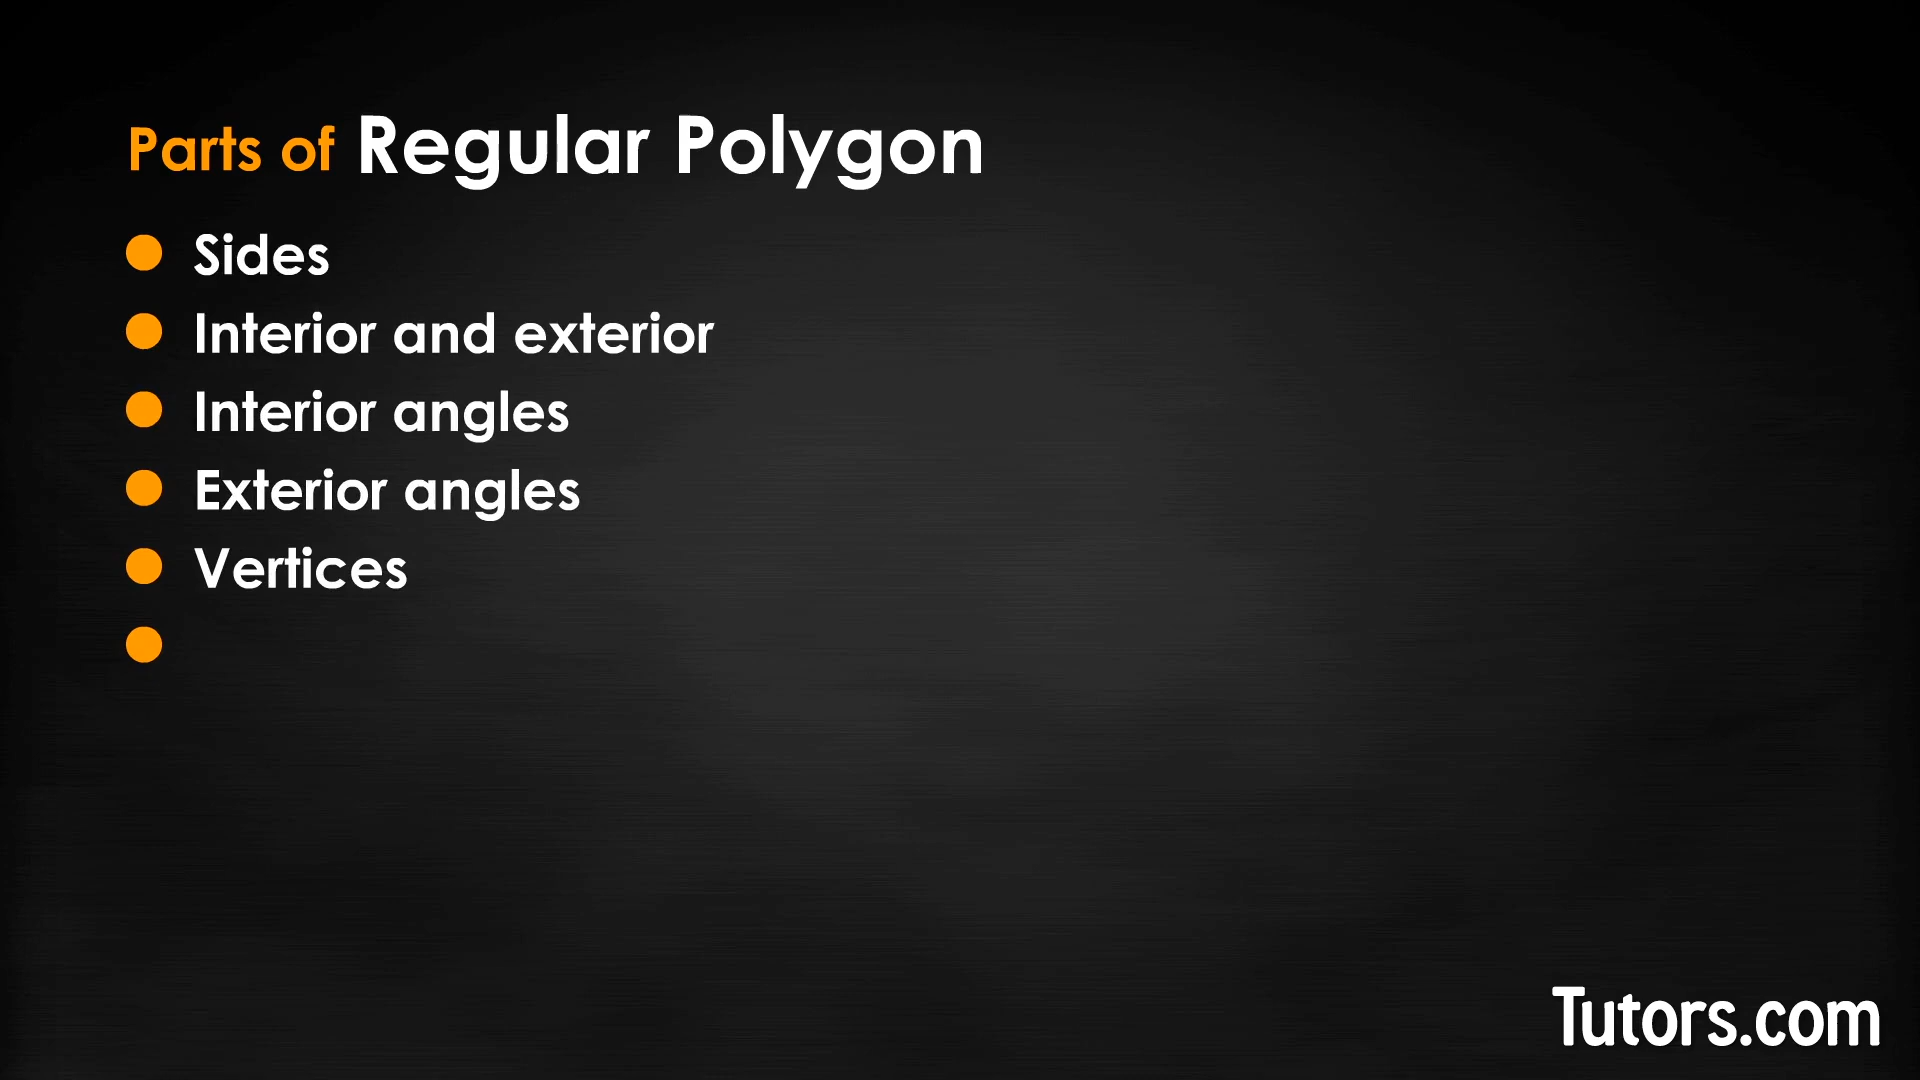 Parts of Regular Polygon
Sides
Interior and exterior
Interior angles
Exterior angles
Vertices
Tutors.com